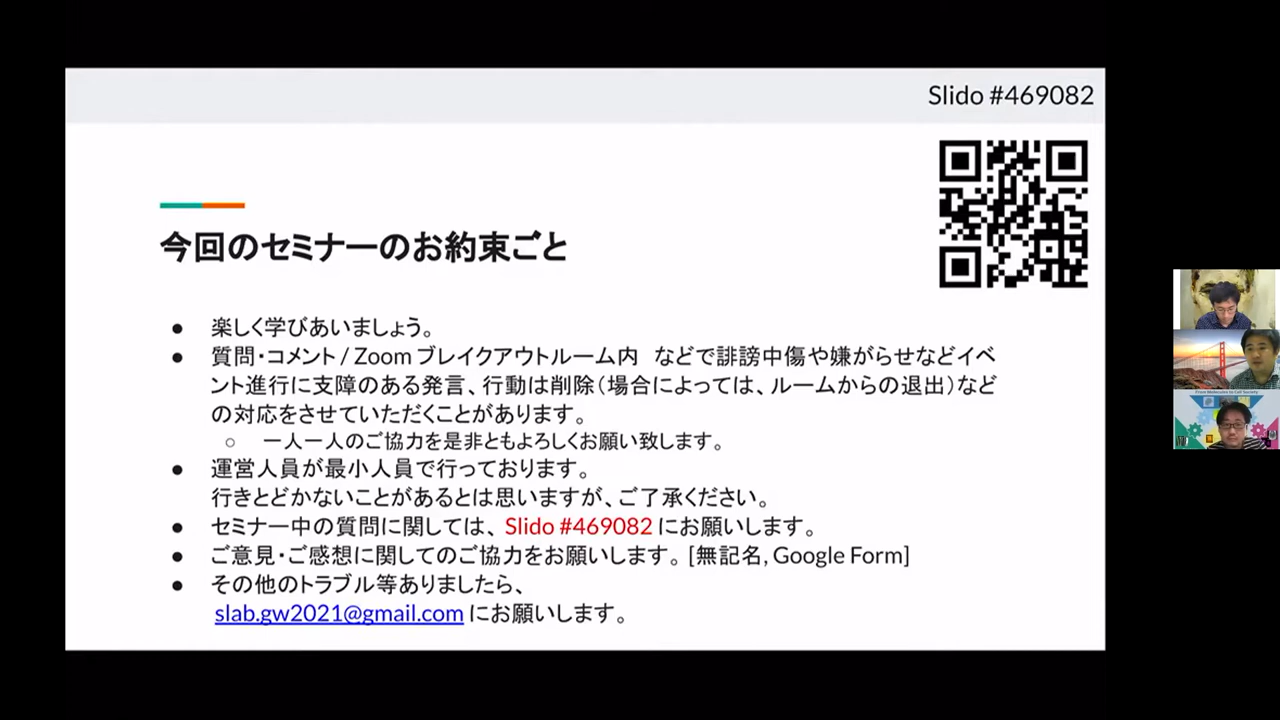 Slido #469082
今回のセミナーのお約束ごと
● 楽しく学びあいましょう。
● 質問・コメント / Zoom ブレイクアウトルーム内　などで誹謗中傷や嫌がらせなどイベ
ント進行に支障のある発言、行動は削除（場合によっては、ルームからの退出）など
の対応をさせていただくことがあります。
○ 一人一人のご協力を是非ともよろしくお願い致します。
● 運営人員が最小人員で行っております。
行きとどかないことがあるとは思いますが、ご了承ください。
● セミナー中の質問に関しては、 Slido #469082 にお願いします。
● ご意見・ご感想に関してのご協力をお願いします。[無記名, Google Form]
● その他のトラブル等ありましたら、
slab.gw2021@gmail.com にお願いします。
From Molecules to Cell Society